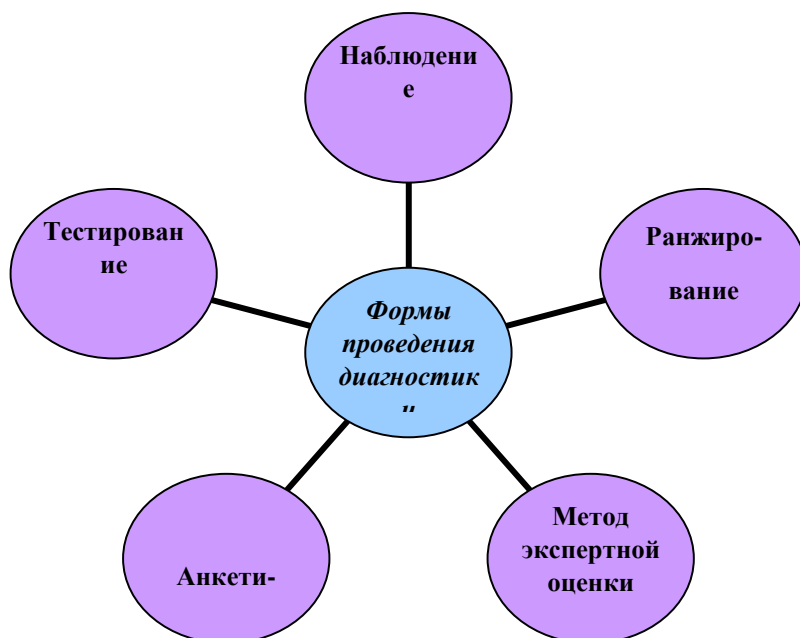 Наблюдени
е
Тестирован
ие
Ранжиро-
вание
Формы
проведения
диагностик
и
Анкети-
Метод
экспертной
оценки